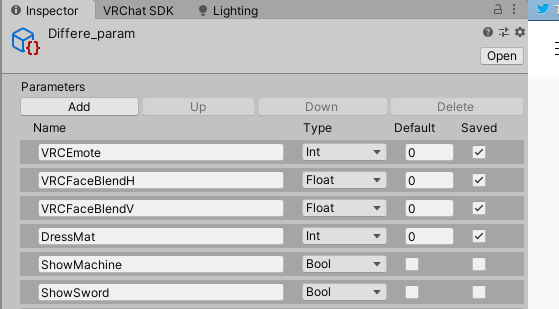 Inspector VRChat SDK Lighting
Differe_param
Open
Parameters
Add Up Down Delete
Name Type Default Saved
VRCEmote Int 0
VRCFaceBlendH Float 0
VRCFaceBlendV Float 0
DressMat Int 0
ShowMachine Bool
ShowSword Bool